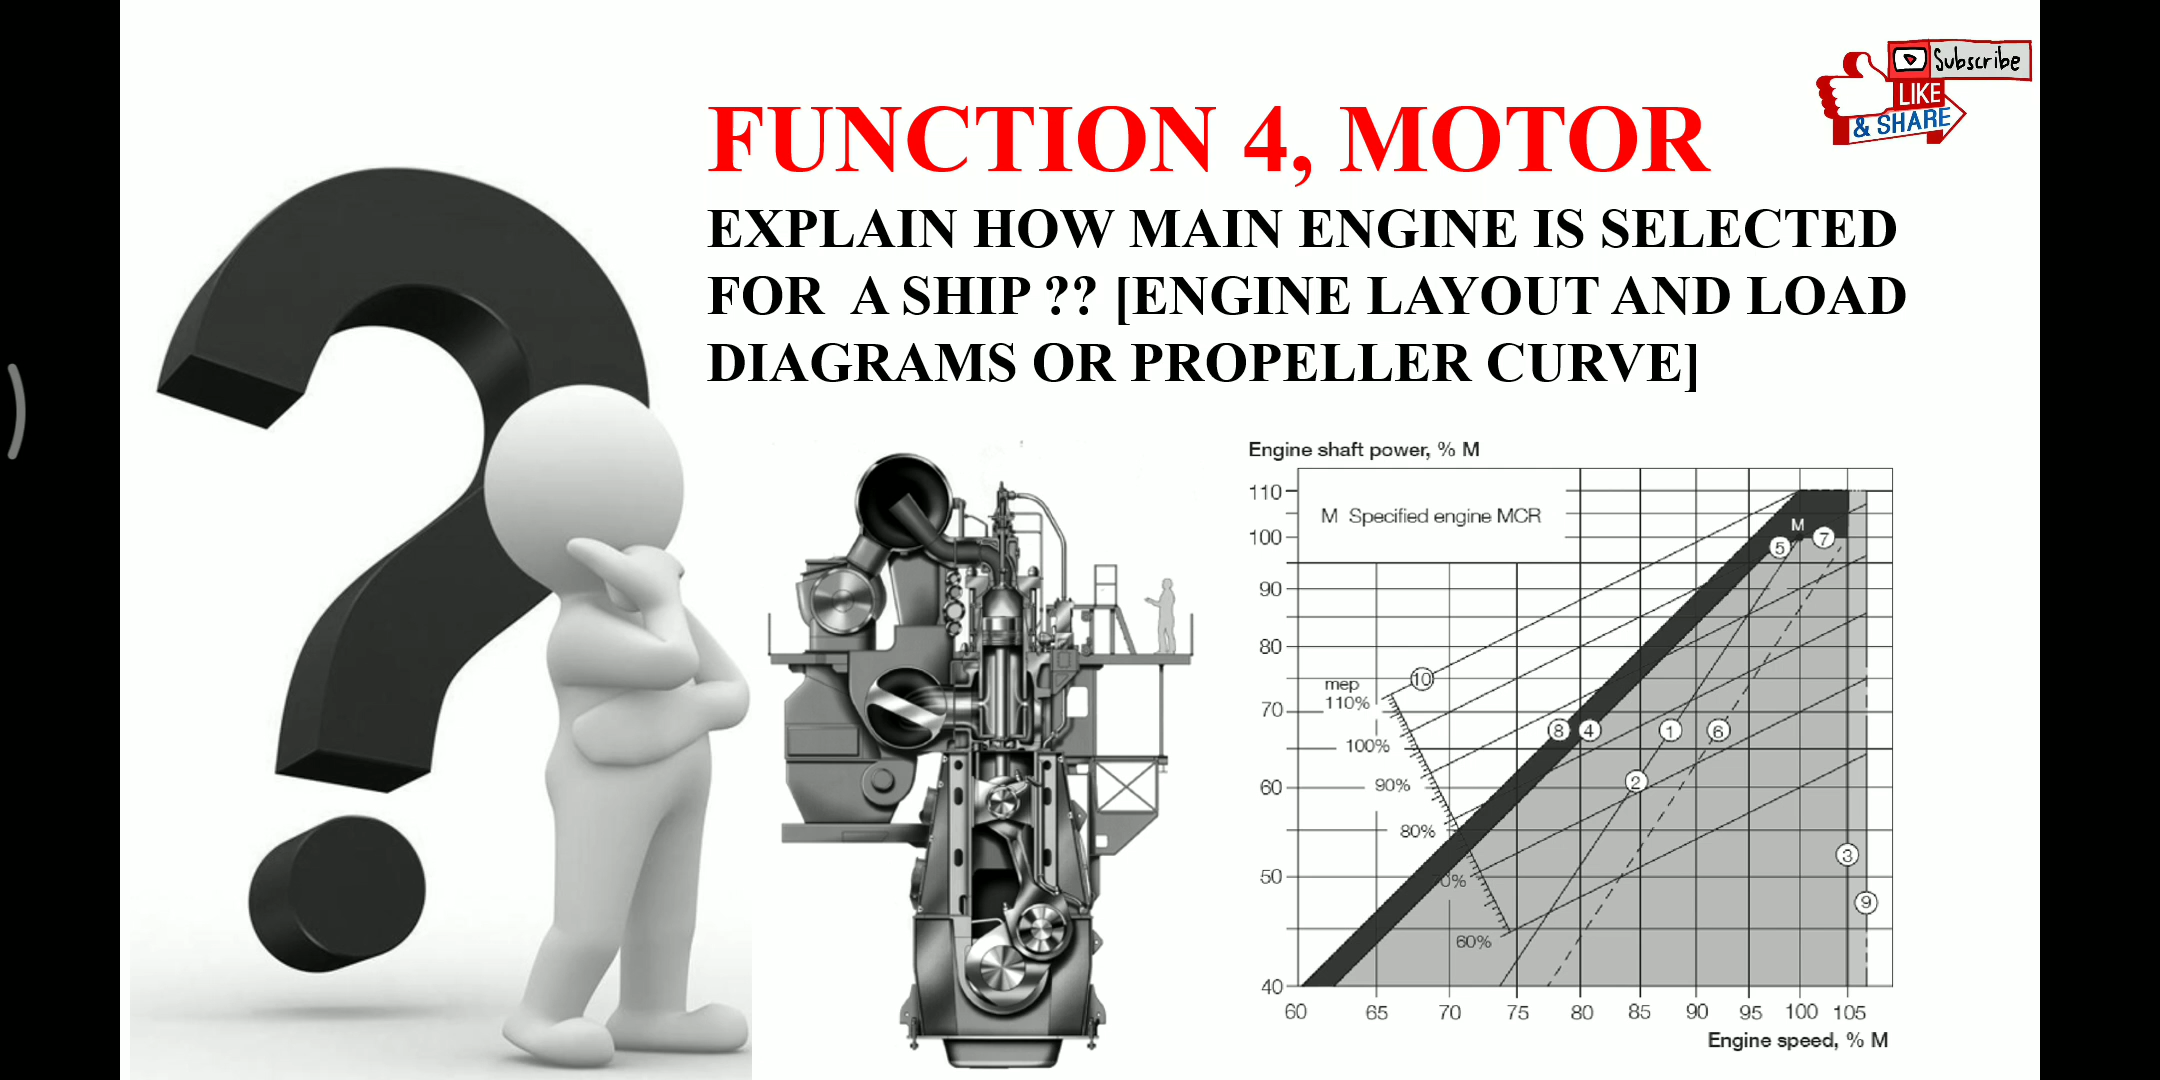 Subscribe
LIKE
& SHARE
FUNCTION 4, MOTOR
EXPLAIN HOW MAIN ENGINE IS SELECTED
FOR A SHIP ?? [ENGINE LAYOUT AND LOAD
DIAGRAMS OR PROPELLER CURVE]
Engine shaft power, % M
M Specified engine MCR
110
100
90
80
70
60
50
40
M
5
7
10
mep
110%
100%
90%
80%
60%
8
4
1
6
2
3
9
60 65 70 75 80 85 90 95 100 105
Engine speed, % M